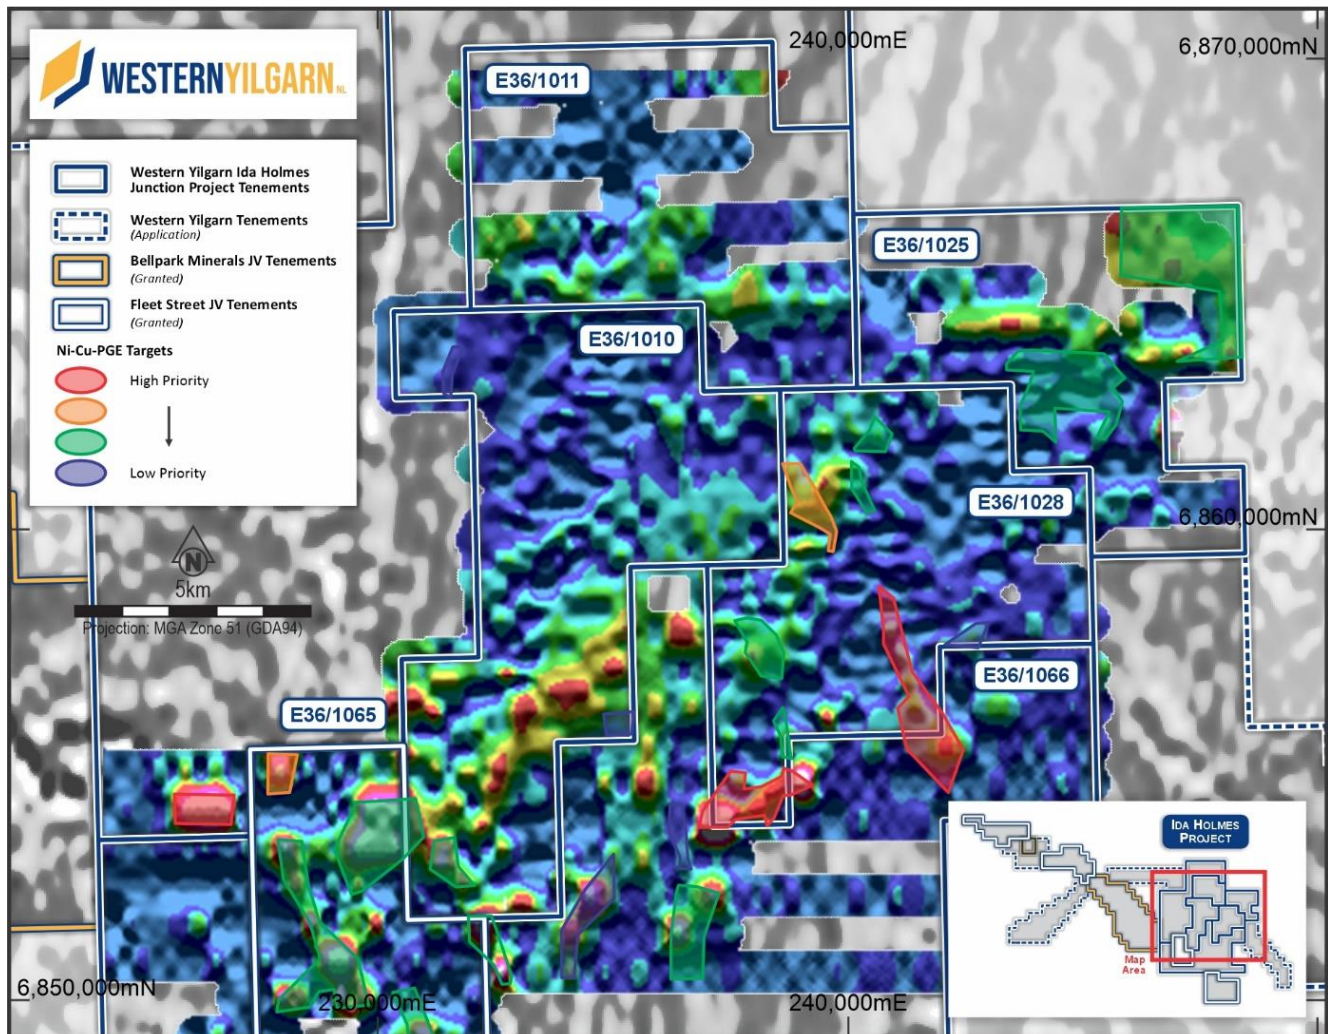 WESTERNYILGARN NL
240,000mE
6,870,000mN
E36/1011
Western Yilgarn Ida Holmes
Junction Project Tenements
Western Yilgarn Tenements
(Application)
Bellpark Minerals JV Tenements
(Granted)
Fleet Street JV Tenements
(Granted)
Ni-Cu-PGE Targets
High Priority
Low Priority
E36/1025
E36/1010
E36/1028
6,860,000mN
N
5km
Projection: MGA Zone 51 (GDA94)
E36/1066
E36/1065
IDA HOLMES
PROJECT
Map
Area
6,850,000mN
230,000mE
240,000mE